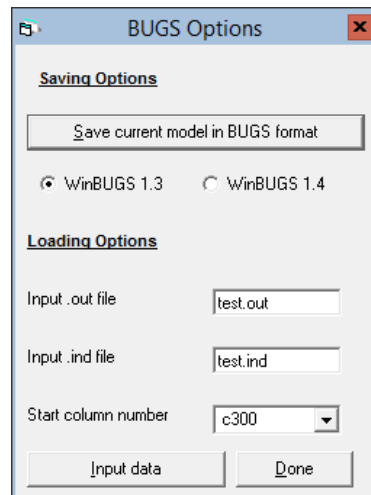 BUGS Options
Saving Options
Save current model in BUGS format
WinBUGS 1.3 WinBUGS 1.4
Loading Options
Input .out file test.out
Input .ind file test.ind
Start column number c300
Input data Done